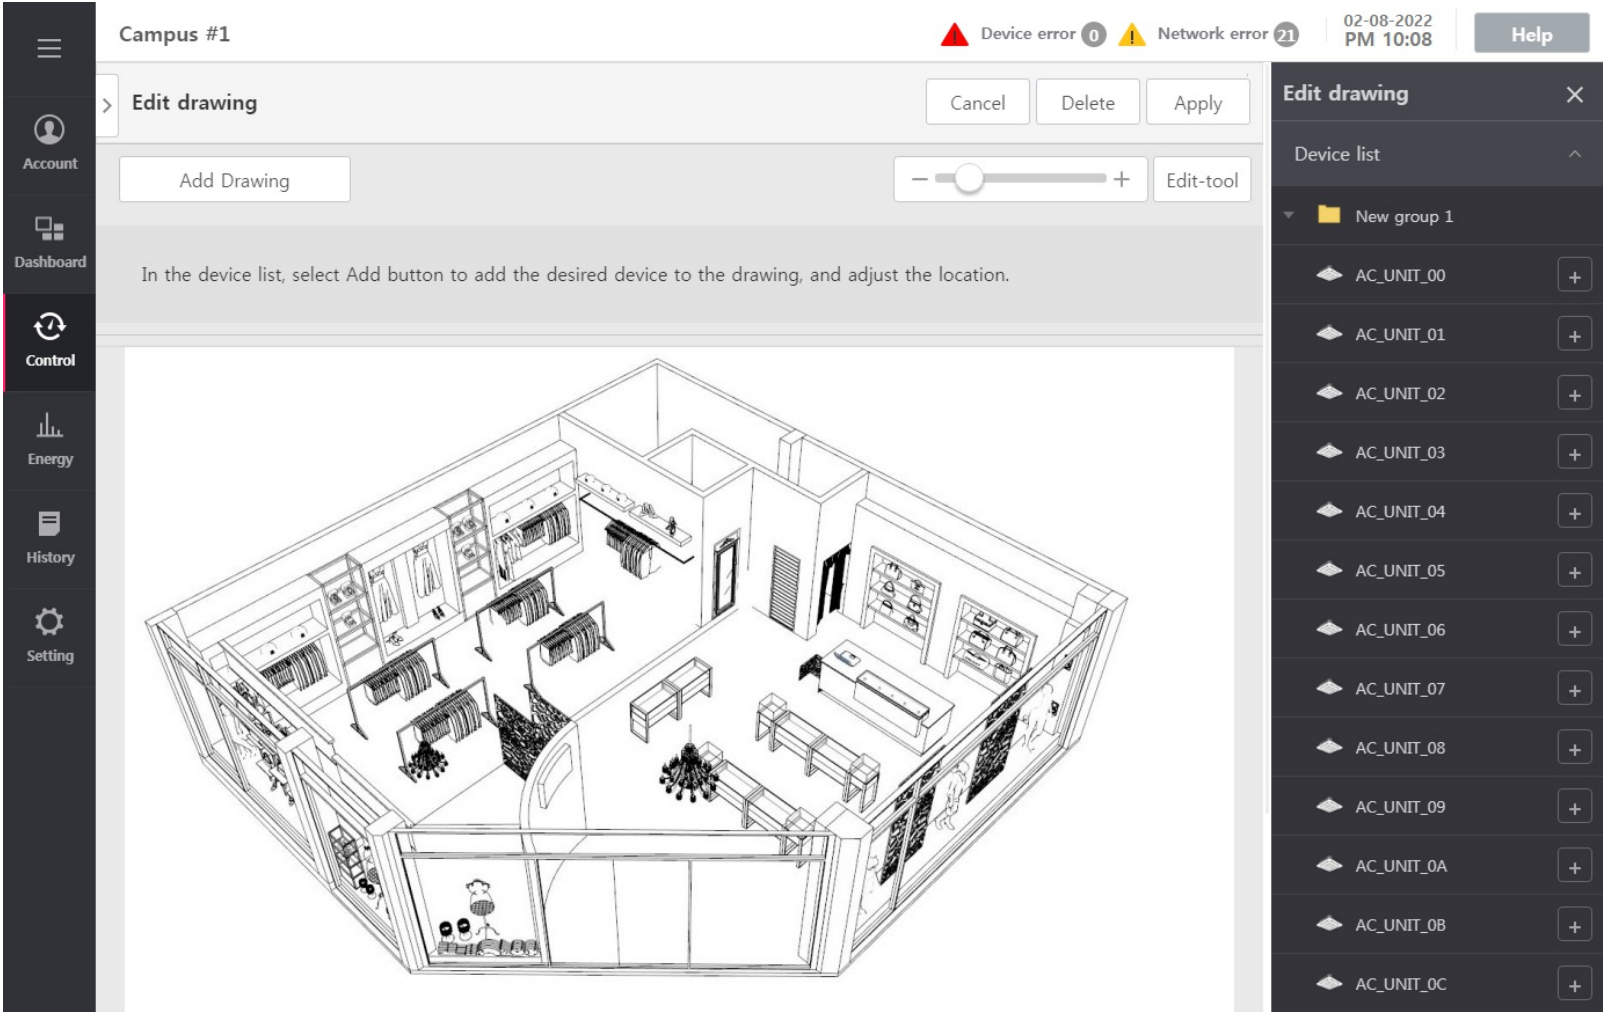 Campus #1
Device error 0
Network error 21
02-08-2022
PM 10:08
Help
Account
Dashboard
Control
Energy
History
Setting
Edit drawing
Cancel
Delete
Apply
Add Drawing
Edit-tool
In the device list, select Add button to add the desired device to the drawing, and adjust the location.
Edit drawing
Device list
New group 1
AC_UNIT_00
AC_UNIT_01
AC_UNIT_02
AC_UNIT_03
AC_UNIT_04
AC_UNIT_05
AC_UNIT_06
AC_UNIT_07
AC_UNIT_08
AC_UNIT_09
AC_UNIT_0A
AC_UNIT_0B
AC_UNIT_0C